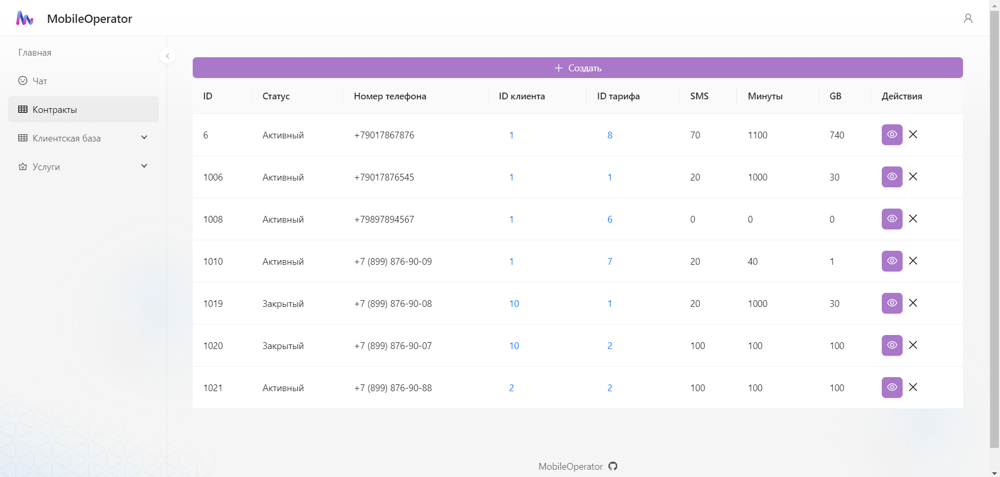 MobileOperator
Главная
Чат
Контракты
Клиентская база
Услуги
Создать
ID Статус Номер телефона ID клиента ID тарифа SMS Минуты GB Действия
6 Активный +79017867876 1 8 70 1100 740
1006 Активный +79017876545 1 1 20 1000 30
1008 Активный +79897894567 1 6 0 0 0
1010 Активный +7 (899) 876-90-09 1 7 20 40 1
1019 Закрытый +7 (899) 876-90-08 10 1 20 1000 30
1020 Закрытый +7 (899) 876-90-07 10 2 100 100 100
1021 Активный +7 (899) 876-90-88 2 2 100 100 100
MobileOperator